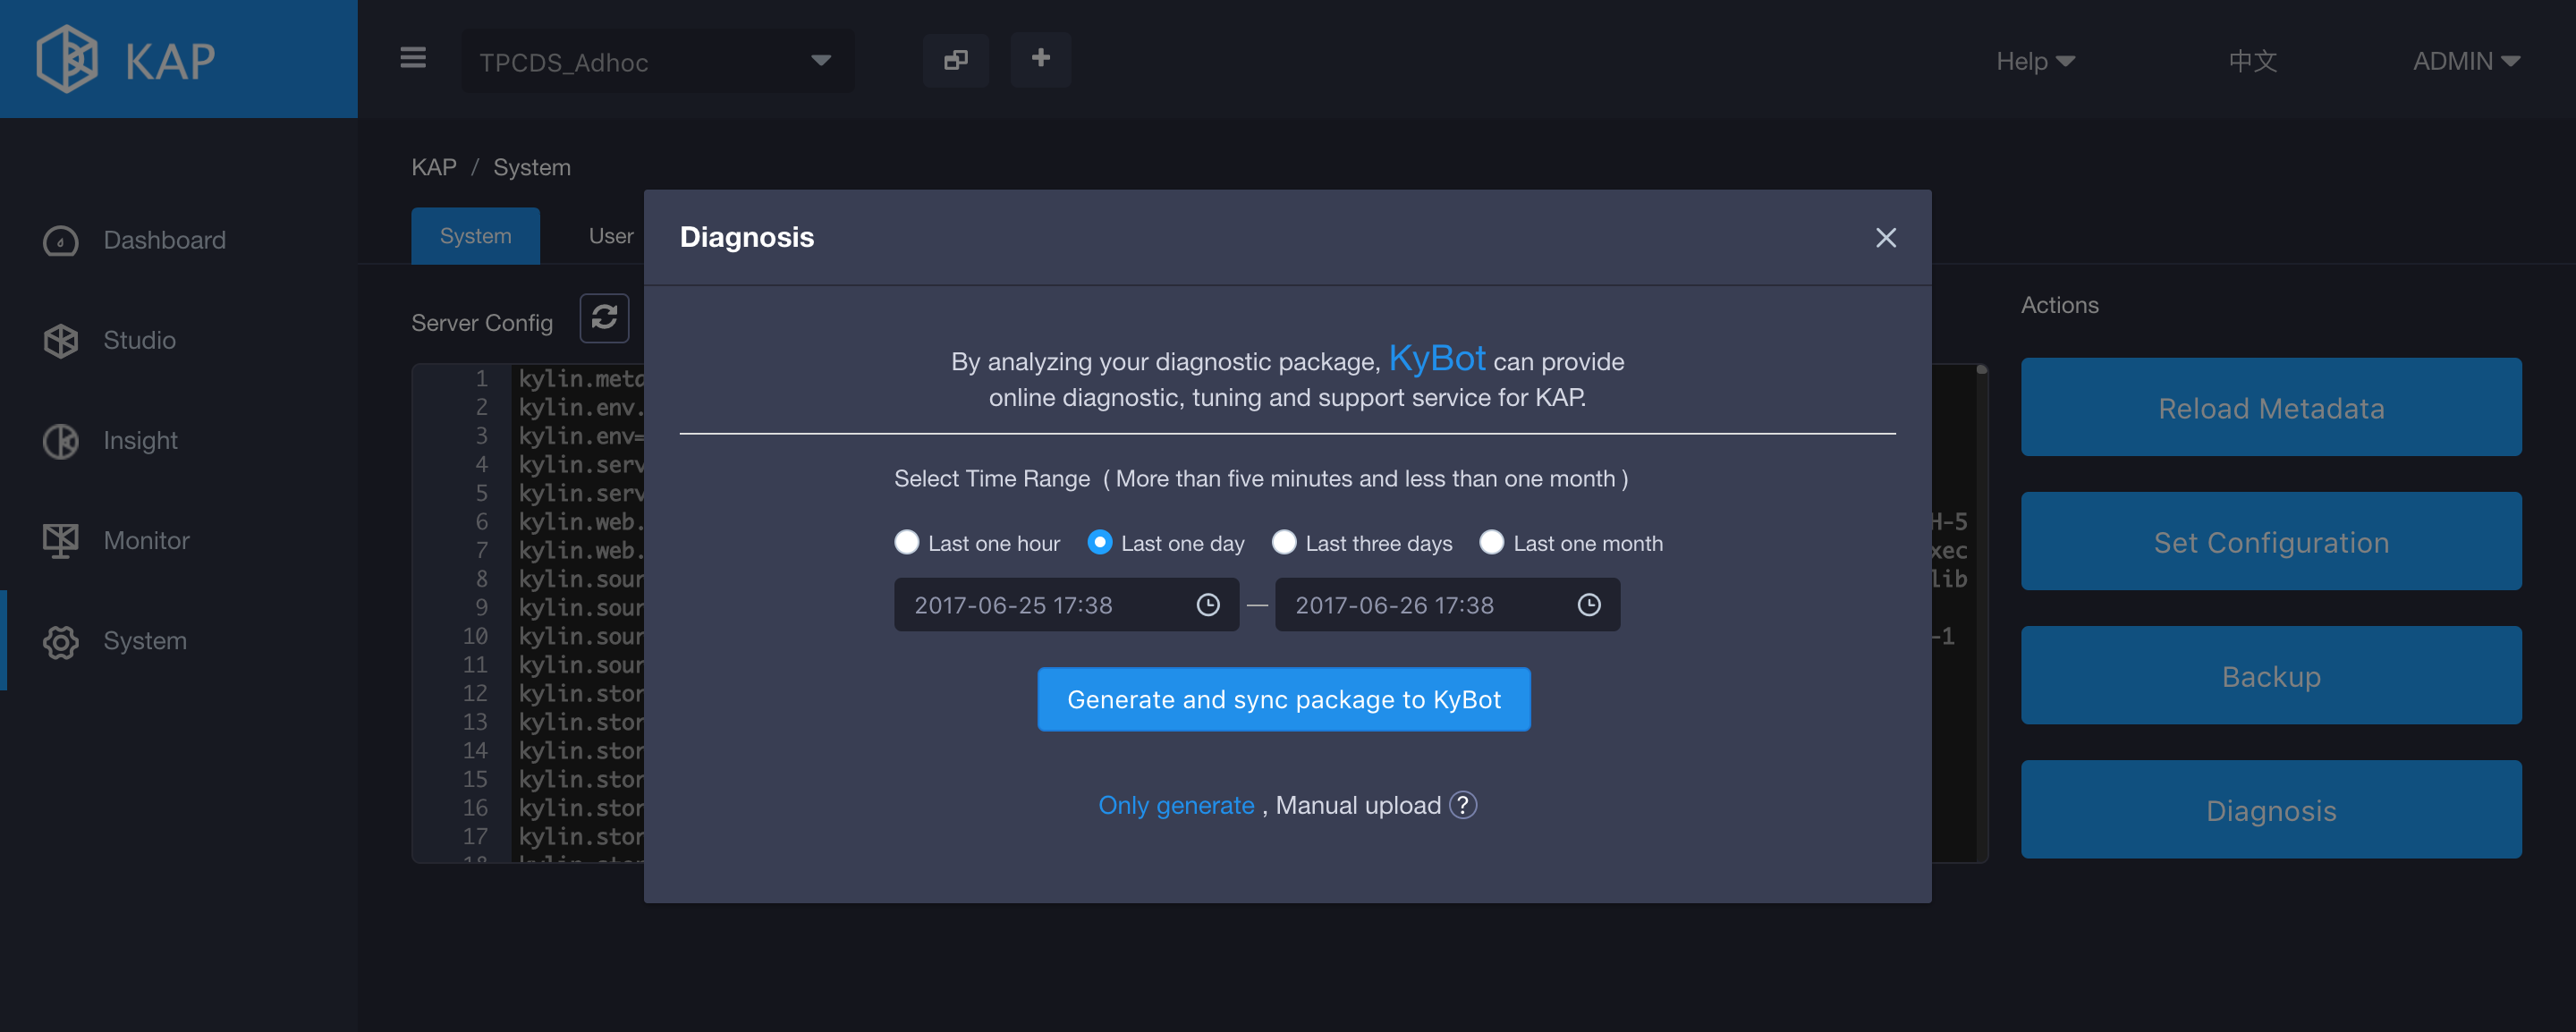 KAP
TPCDS_Adhoc
Help
中文
ADMIN
KAP / System
Dashboard
Studio
Insight
Monitor
System
System
User
Server Config
1 kylin.meta
2 kylin.env.
3 kylin.env=
4 kylin.serv
5 kylin.serv
6 kylin.web.
7 kylin.web.
8 kylin.sour
9 kylin.sour
10 kylin.sour
11 kylin.sour
12 kylin.stor
13 kylin.stor
14 kylin.stor
15 kylin.stor
16 kylin.stor
17 kylin.stor
H-5
xec
lib
-1
Diagnosis
By analyzing your diagnostic package, KyBot can provide
online diagnostic, tuning and support service for KAP.
Select Time Range ( More than five minutes and less than one month )
Last one hour Last one day Last three days Last one month
2017-06-25 17:38 — 2017-06-26 17:38
Generate and sync package to KyBot
Only generate , Manual upload ?
Actions
Reload Metadata
Set Configuration
Backup
Diagnosis